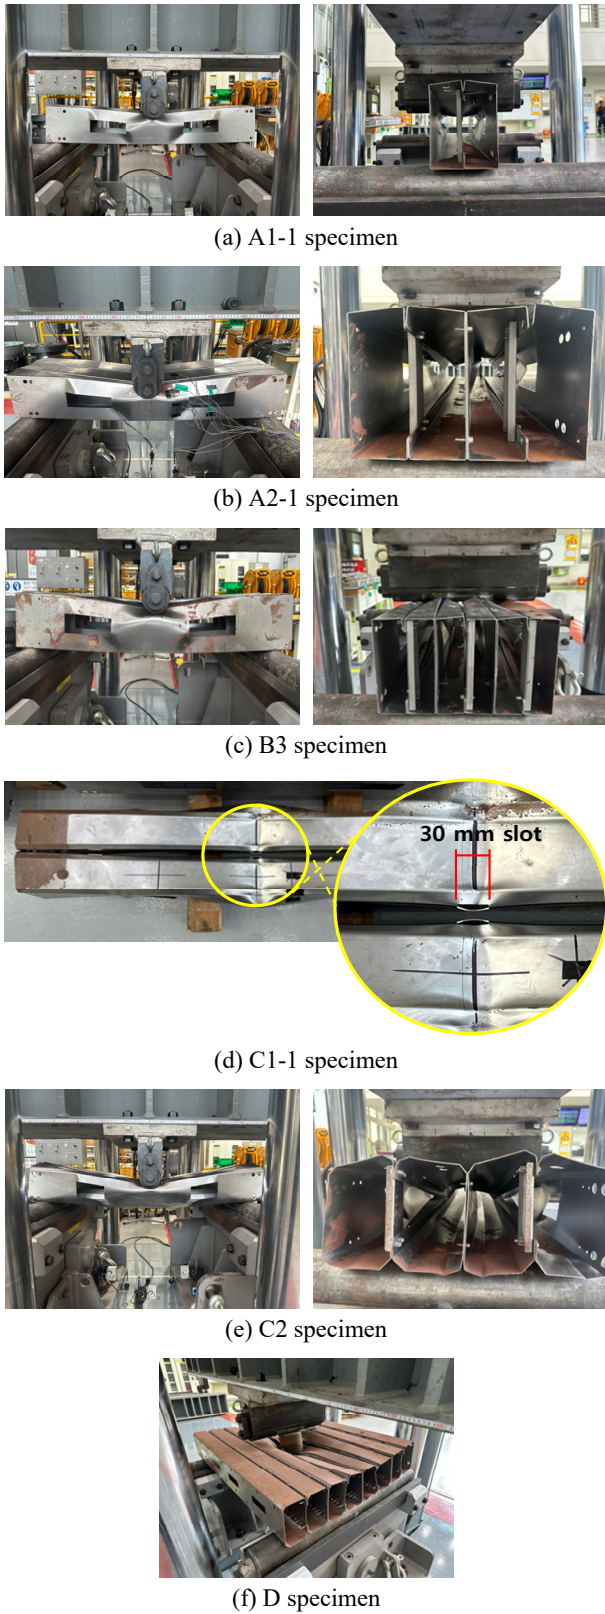 (a) A1-1 specimen
(b) A2-1 specimen
(c) B3 specimen
30 mm slot
(d) C1-1 specimen
(e) C2 specimen
(f) D specimen